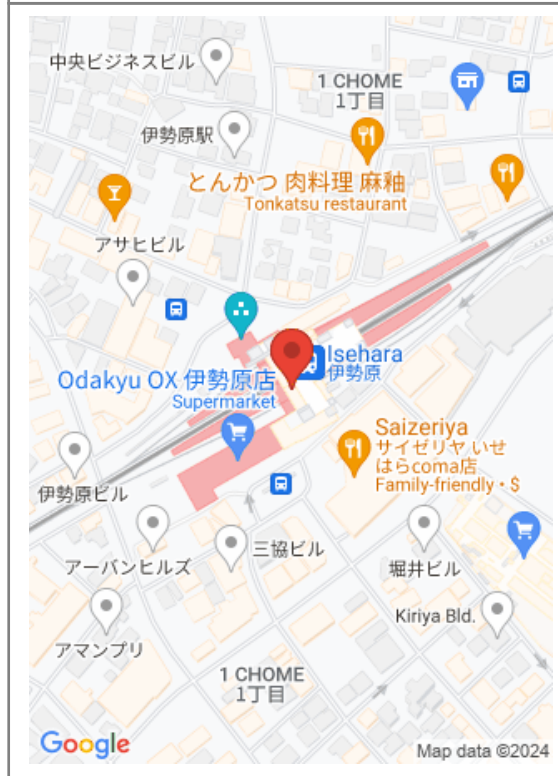 中央ビジネスビル
1 CHOME
1丁目
伊勢原駅
とんかつ 肉料理 麻釉
Tonkatsu restaurant
アサヒビル
Isehara
伊勢原
Odakyu OX 伊勢原店
Supermarket
Saizeriya
サイゼリヤ いせ
はらcoma店
Family-friendly・$
伊勢原ビル
アーバンヒルズ
三協ビル
堀井ビル
Kiriya Bld.
アマンプリ
1 CHOME
1丁目
Google
Map data ©2024